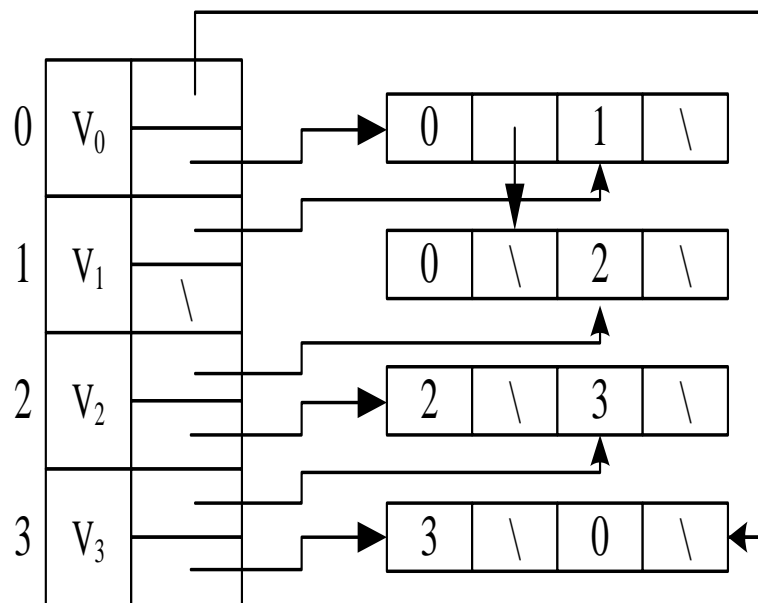 0 V₀ 0 1 \
1 V₁ \ 0 \ 2 \
2 V₂ 2 \ 3 \
3 V₃ 3 \ 0 \